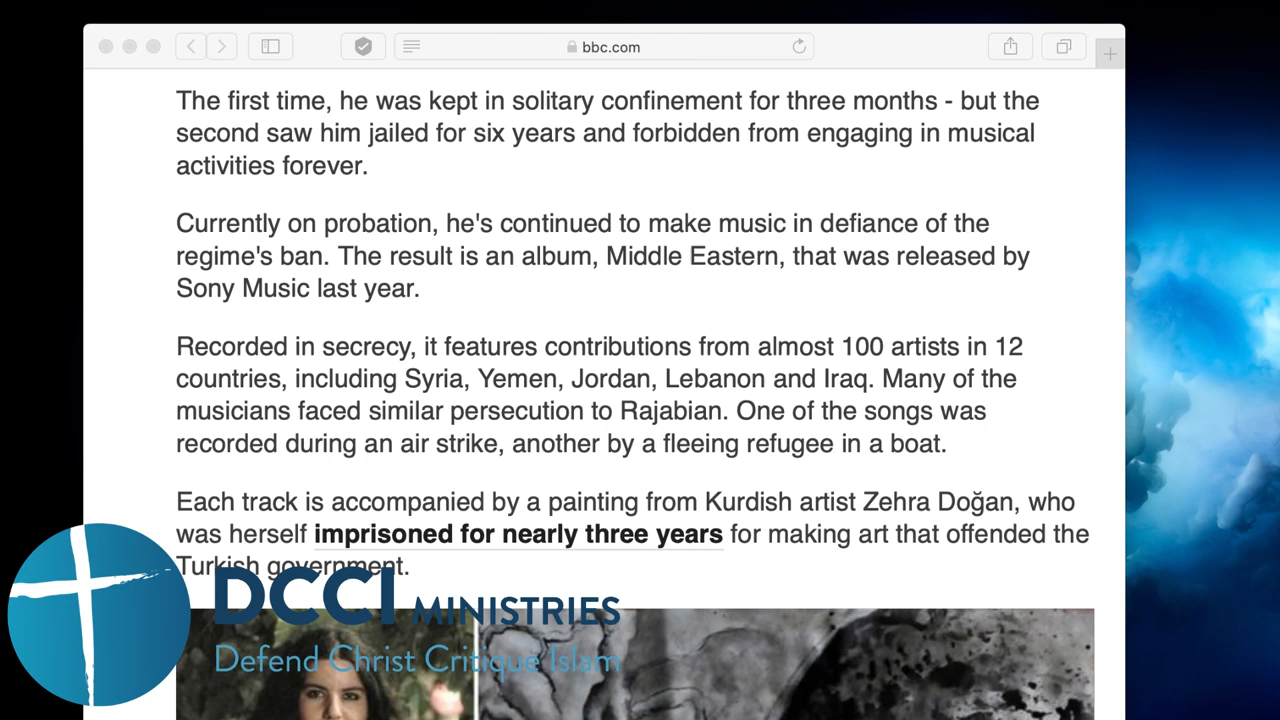 bbc.com
The first time, he was kept in solitary confinement for three months - but the
second saw him jailed for six years and forbidden from engaging in musical
activities forever.
Currently on probation, he's continued to make music in defiance of the
regime's ban. The result is an album, Middle Eastern, that was released by
Sony Music last year.
Recorded in secrecy, it features contributions from almost 100 artists in 12
countries, including Syria, Yemen, Jordan, Lebanon and Iraq. Many of the
musicians faced similar persecution to Rajabian. One of the songs was
recorded during an air strike, another by a fleeing refugee in a boat.
Each track is accompanied by a painting from Kurdish artist Zehra Doğan, who
was herself imprisoned for nearly three years for making art that offended the
Turkish government.
DCCI MINISTRIES
Defend Christ Critique Islam